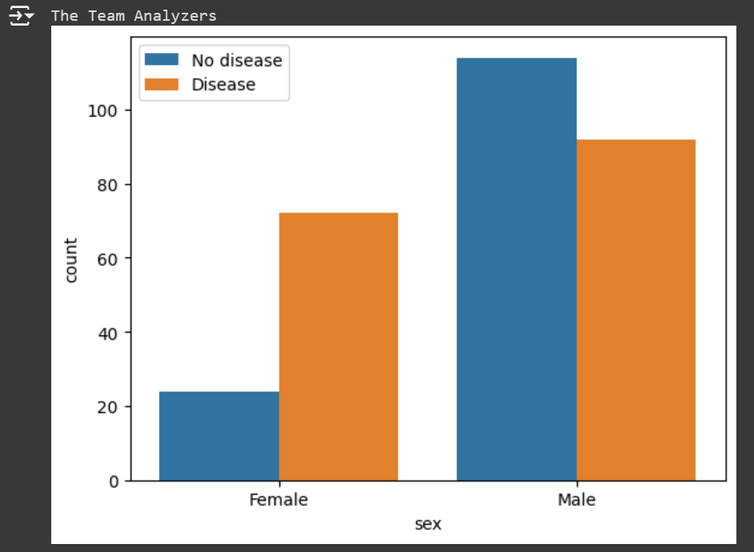 The Team Analyzers
No disease
Disease
100
80
60
40
20
0
count
Female Male
sex